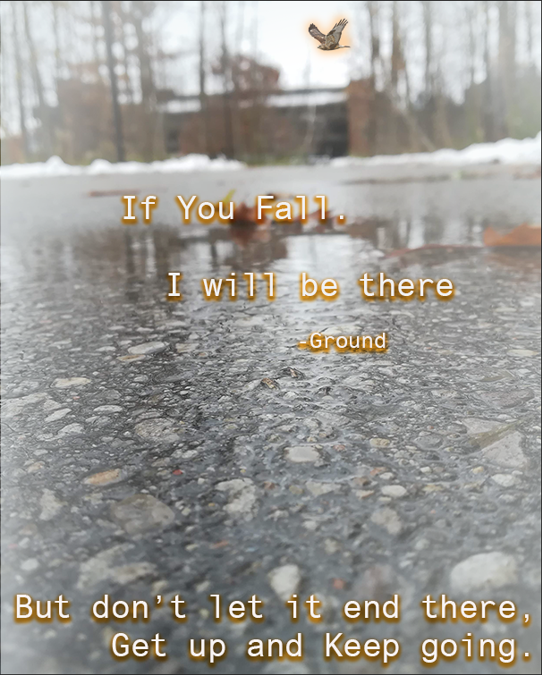 If You Fall.
I will be there
-Ground
But don’t let it end there,
Get up and Keep going.